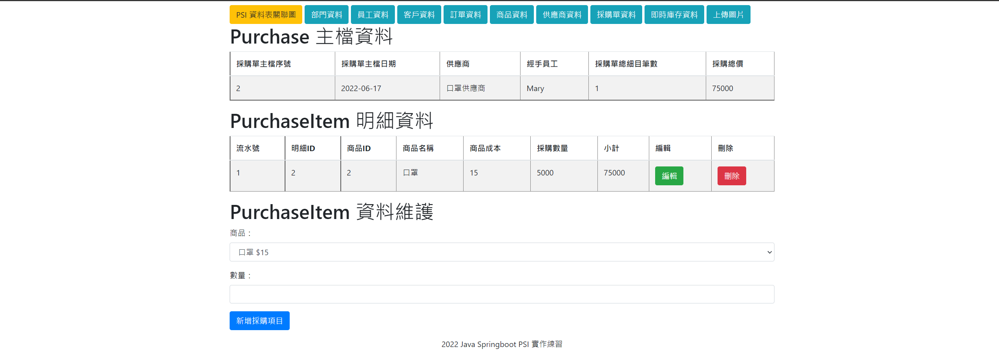 PSI 資料表關聯圖 部門資料 員工資料 客戶資料 訂單資料 商品資料 供應商資料 採購單資料 即時庫存資料 上傳圖片
Purchase 主檔資料
採購單主檔序號 採購單主檔日期 供應商 經手員工 採購單總細目筆數 採購總價
2 2022-06-17 口罩供應商 Mary 1 75000
PurchaseItem 明細資料
流水號 明細ID 商品ID 商品名稱 商品成本 採購數量 小計 編輯 刪除
1 2 2 口罩 15 5000 75000 編輯 刪除
PurchaseItem 資料維護
商品：
口罩 $15
數量：
新增採購項目
2022 Java Springboot PSI 實作練習